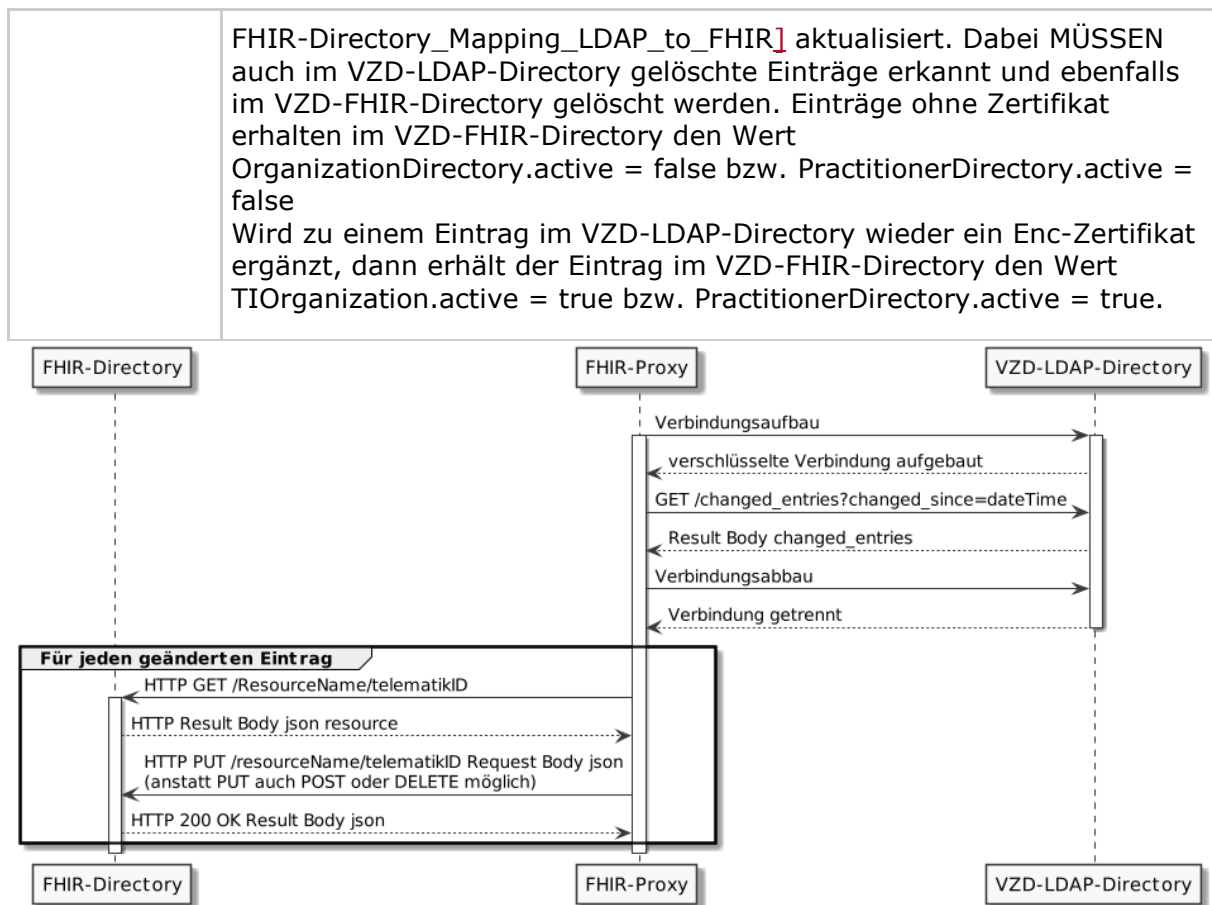 FHIR-Directory_Mapping_LDAP_to_FHIR] aktualisiert. Dabei MÜSSEN
auch im VZD-LDAP-Directory gelöschte Einträge erkannt und ebenfalls
im VZD-FHIR-Directory gelöscht werden. Einträge ohne Zertifikat
erhalten im VZD-FHIR-Directory den Wert
OrganizationDirectory.active = false bzw. PractitionerDirectory.active =
false
Wird zu einem Eintrag im VZD-LDAP-Directory wieder ein Enc-Zertifikat
ergänzt, dann erhält der Eintrag im VZD-FHIR-Directory den Wert
TIOrganization.active = true bzw. PractitionerDirectory.active = true.
FHIR-Directory
FHIR-Proxy
VZD-LDAP-Directory
Verbindungsaufbau
verschlüsselte Verbindung aufgebaut
GET /changed_entries?changed_since=dateTime
Result Body changed_entries
Verbindungsabbau
Verbindung getrennt
Für jeden geänderten Eintrag
HTTP GET /ResourceName/telematikID
HTTP Result Body json resource
HTTP PUT /resourceName/telematikID Request Body json
(anstatt PUT auch POST oder DELETE möglich)
HTTP 200 OK Result Body json
FHIR-Directory
FHIR-Proxy
VZD-LDAP-Directory